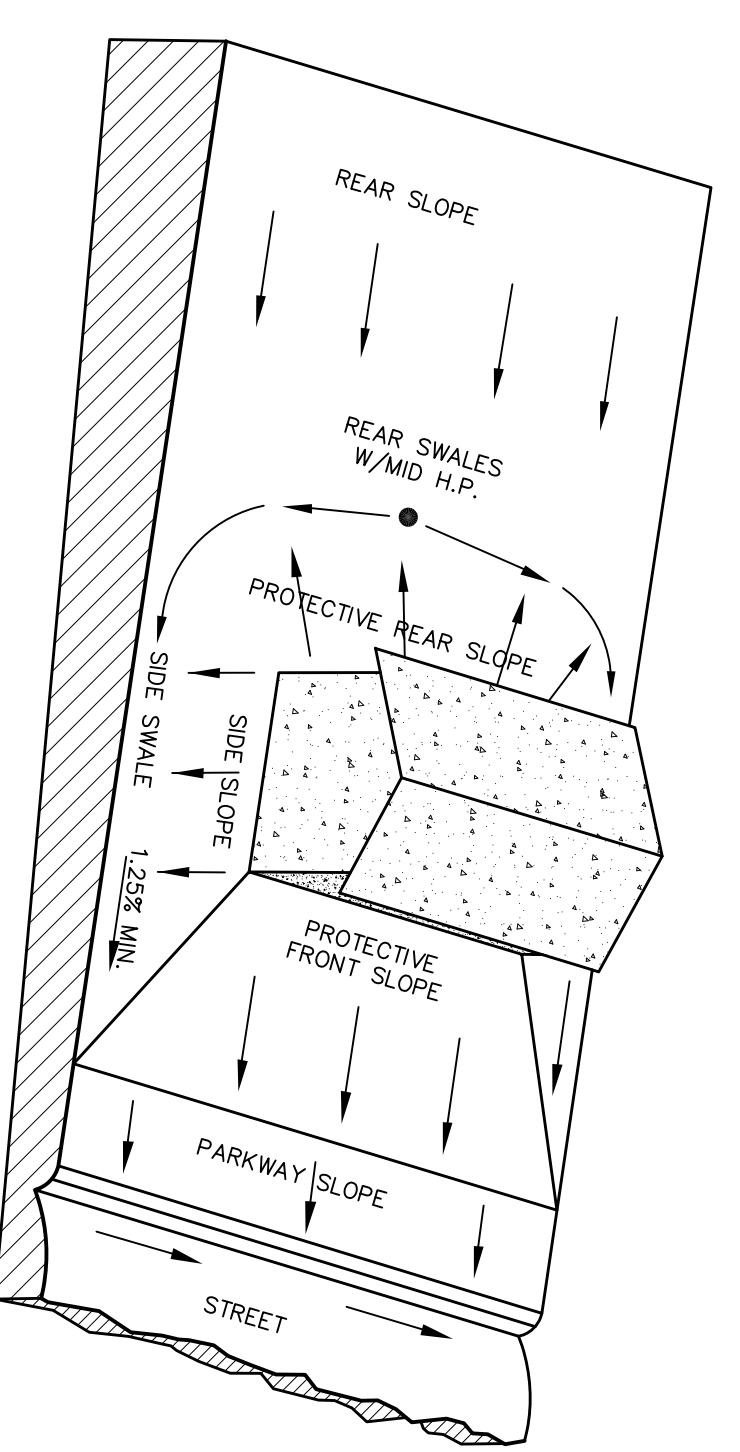 REAR SLOPE
REAR SWALES
W/MID H.P.
PROTECTIVE REAR SLOPE
SIDE SWALE
SIDE SLOPE
1.25% MIN.
PROTECTIVE
FRONT SLOPE
PARKWAY SLOPE
STREET